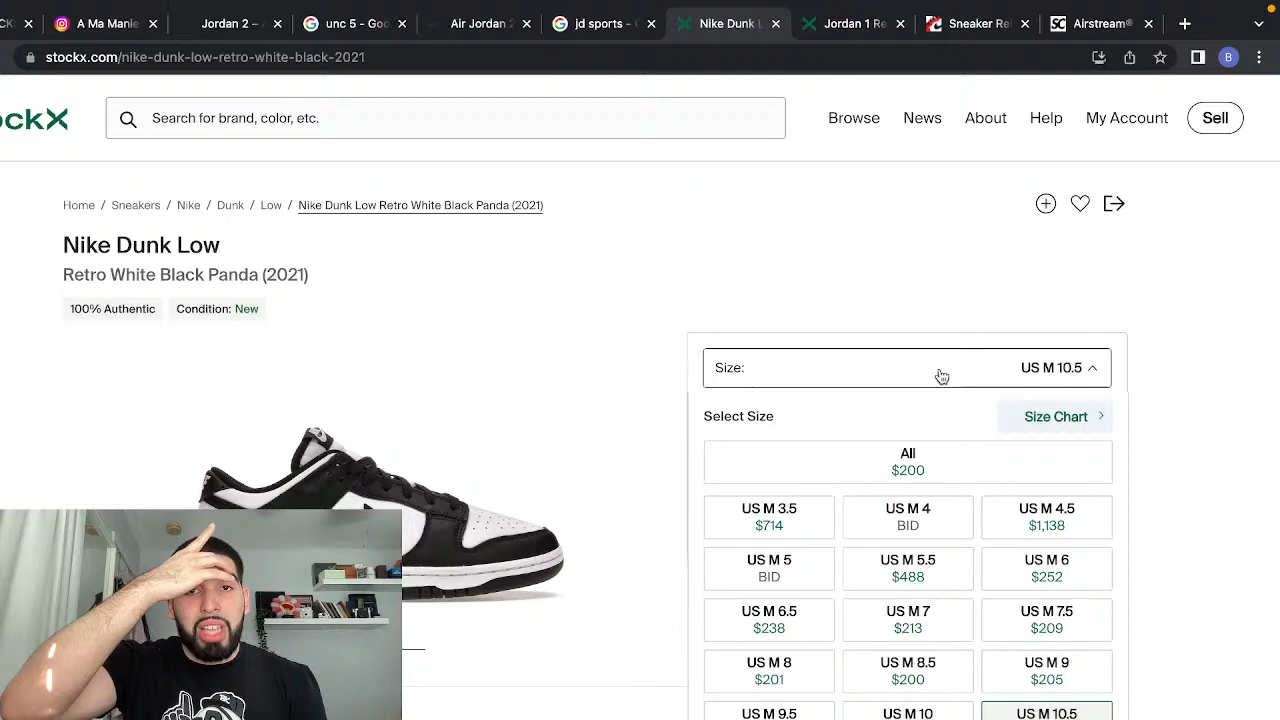 A Ma Manie
Jordan 2 –
unc 5 - Goo
Air Jordan 2
jd sports - G
Nike Dunk L
Jordan 1 Re
Sneaker Rel
SC Airstream®
stockx.com/nike-dunk-low-retro-white-black-2021
B
ockX
Search for brand, color, etc.
Browse News About Help My Account Sell
Home / Sneakers / Nike / Dunk / Low / Nike Dunk Low Retro White Black Panda (2021)
Nike Dunk Low
Retro White Black Panda (2021)
100% Authentic Condition: New
Size: US M 10.5
Select Size Size Chart
All
$200
US M 3.5 US M 4 US M 4.5
$714 BID $1,138
US M 5 US M 5.5 US M 6
BID $488 $252
US M 6.5 US M 7 US M 7.5
$238 $213 $209
US M 8 US M 8.5 US M 9
$201 $200 $205
US M 9.5 US M 10 US M 10.5